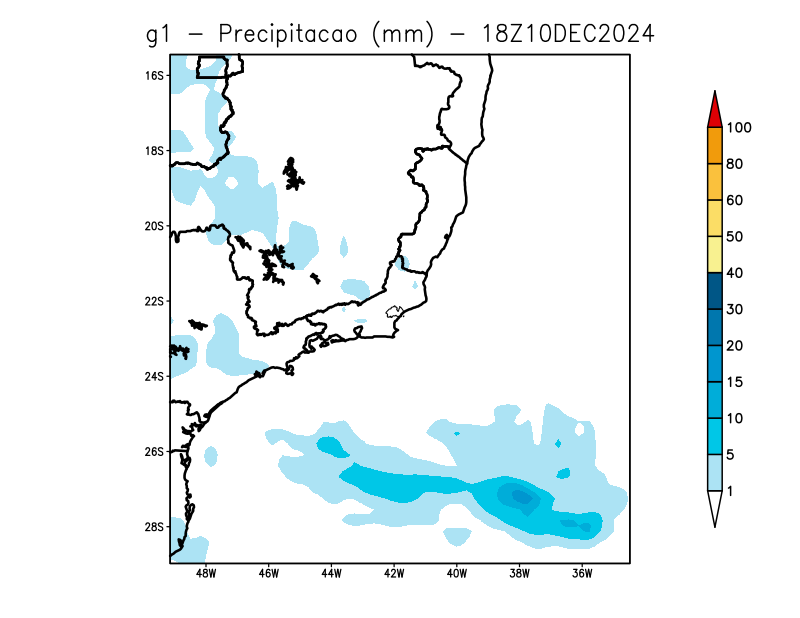 g1 – Precipitacao (mm) – 18Z10DEC2024
16S
18S
20S
22S
24S
26S
28S
48W 46W 44W 42W 40W 38W 36W
100
80
60
50
40
30
20
15
10
5
1